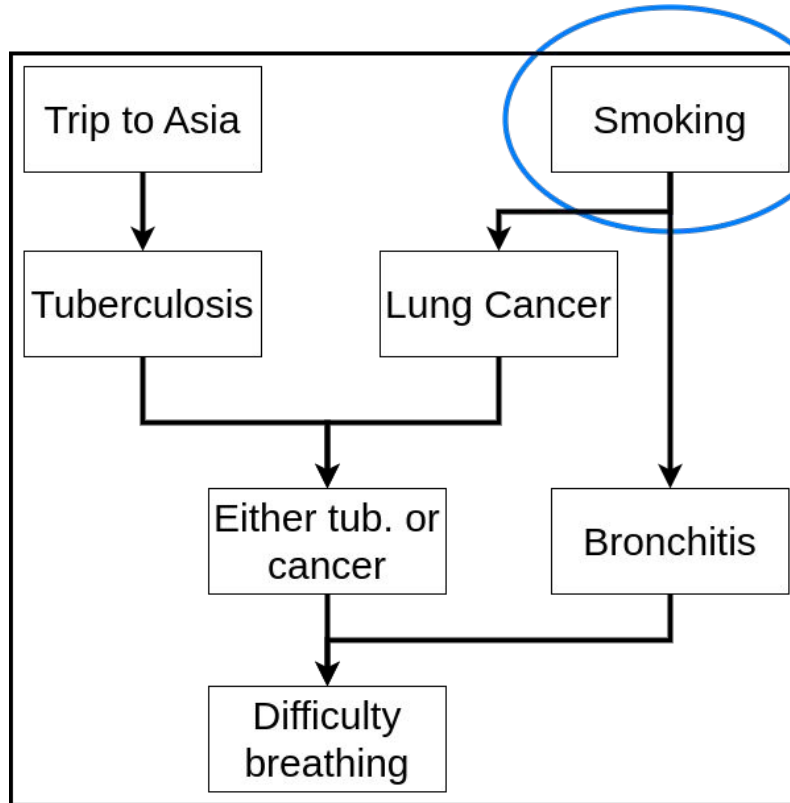 Trip to Asia
Smoking
Tuberculosis
Lung Cancer
Either tub. or
cancer
Bronchitis
Difficulty
breathing